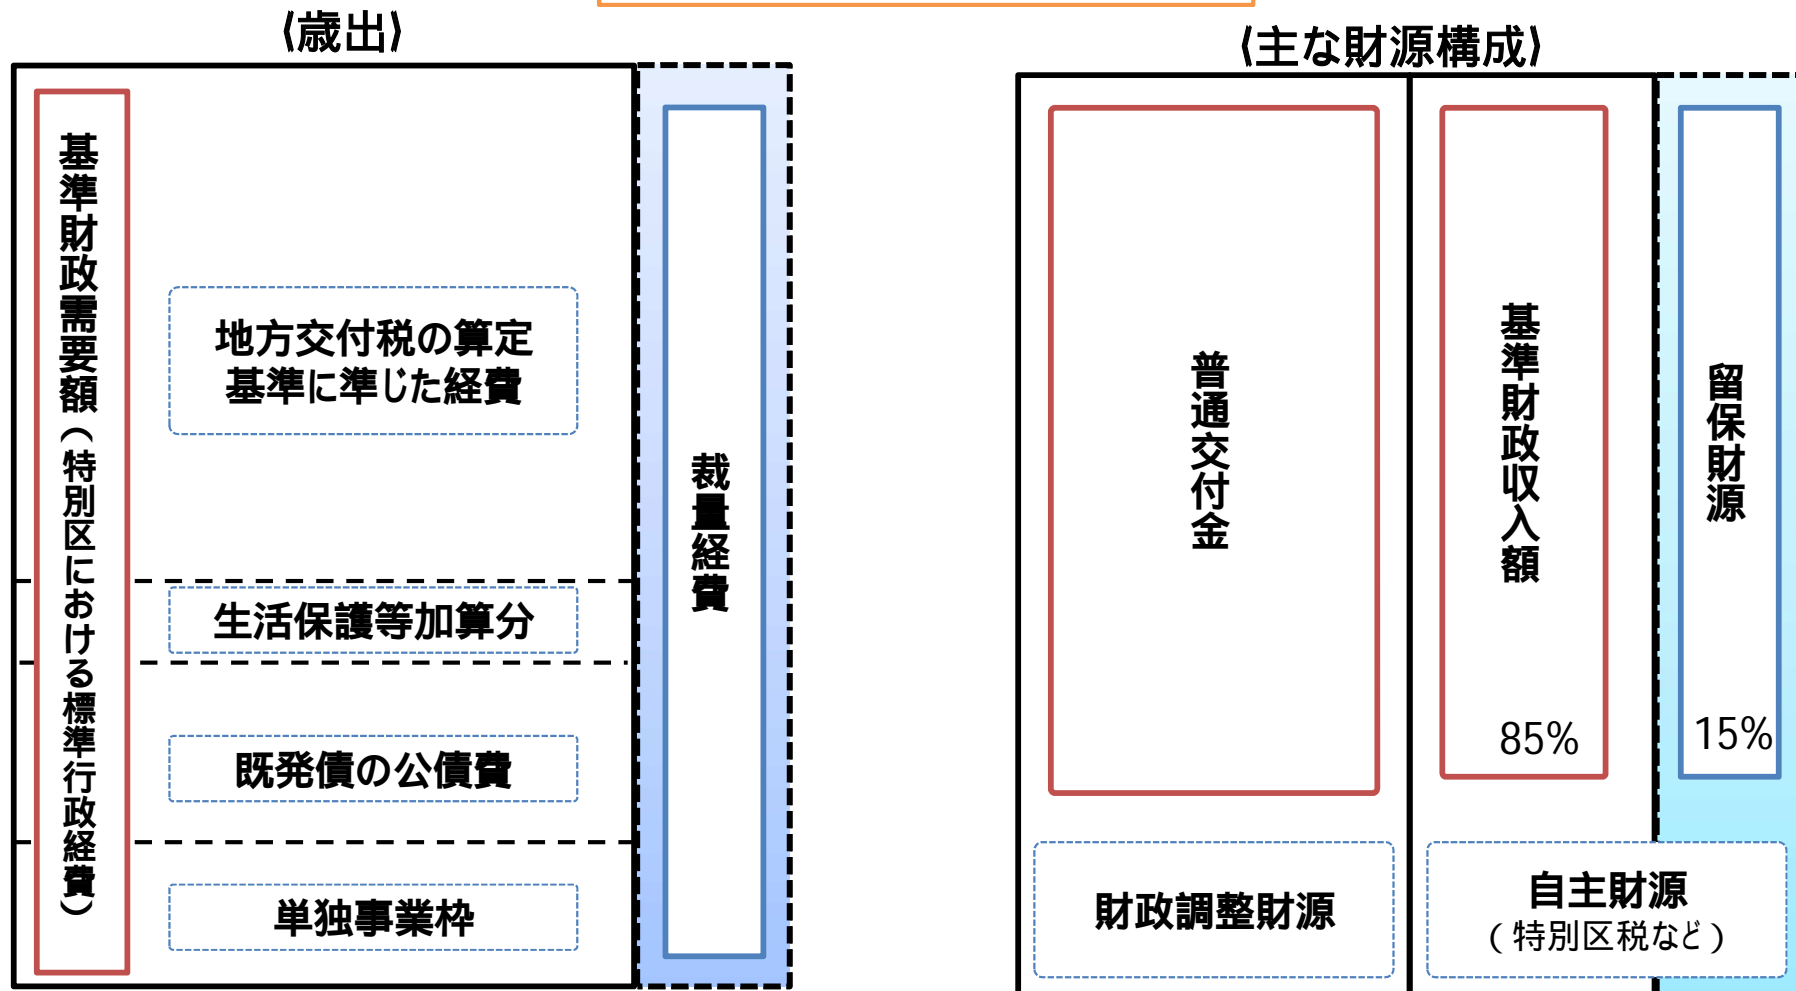 《歳出》
基準財政需要額（特別区における標準行政経費）
地方交付税の算定
基準に準じた経費
生活保護等加算分
既発債の公債費
単独事業枠
裁量経費
《主な財源構成》
普通交付金
基準財政収入額
85%
留保財源
15%
財政調整財源
自主財源
（特別区税など）